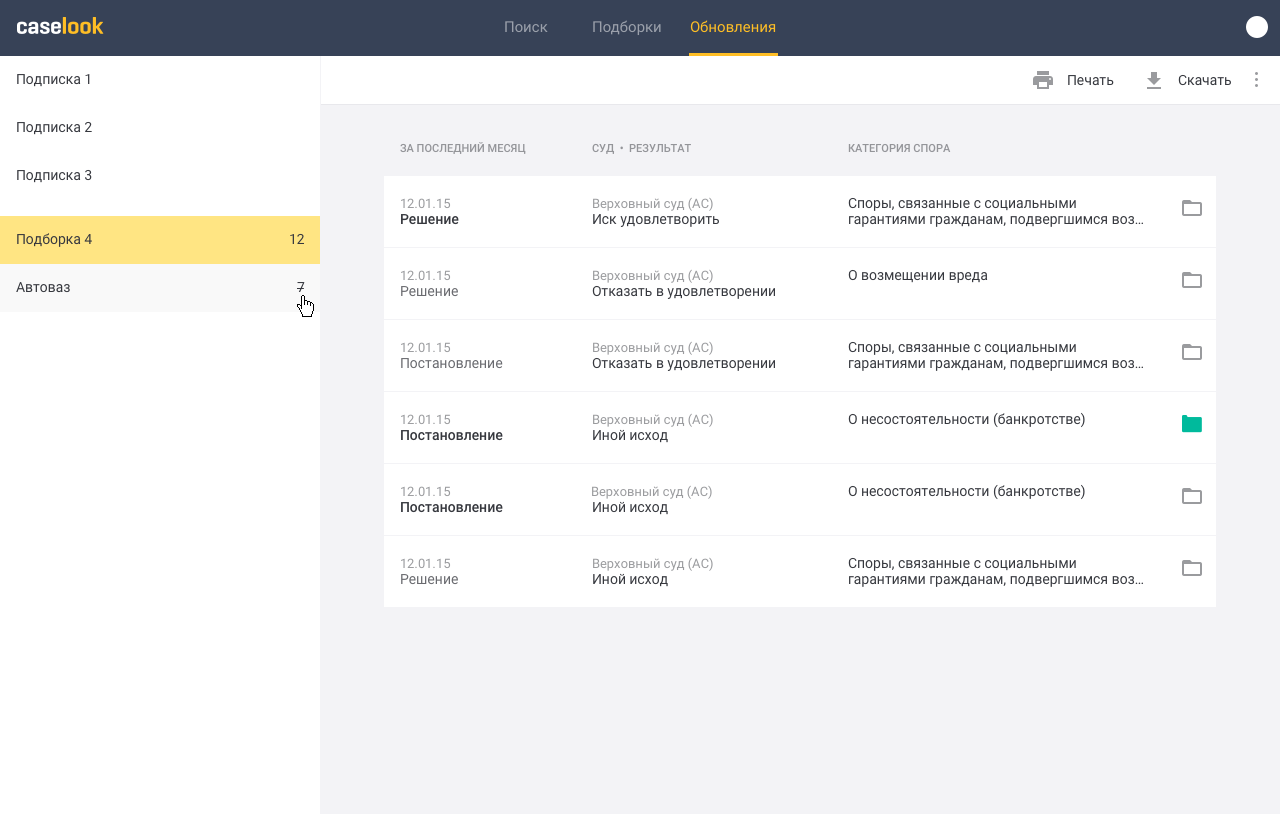 caselook
Поиск Подборки Обновления
Подписка 1
Подписка 2
Подписка 3
Подборка 4 12
Автоваз 7
Печать Скачать
ЗА ПОСЛЕДНИЙ МЕСЯЦ СУД • РЕЗУЛЬТАТ КАТЕГОРИЯ СПОРА
12.01.15 Верховный суд (АС) Споры, связанные с социальными
Решение Иск удовлетворить гарантиями гражданам, подвергшимся воз...
12.01.15 Верховный суд (АС) О возмещении вреда
Решение Отказать в удовлетворении
12.01.15 Верховный суд (АС) Споры, связанные с социальными
Постановление Отказать в удовлетворении гарантиями гражданам, подвергшимся воз...
12.01.15 Верховный суд (АС) О несостоятельности (банкротстве)
Постановление Иной исход
12.01.15 Верховный суд (АС) О несостоятельности (банкротстве)
Постановление Иной исход
12.01.15 Верховный суд (АС) Споры, связанные с социальными
Решение Иной исход гарантиями гражданам, подвергшимся воз...